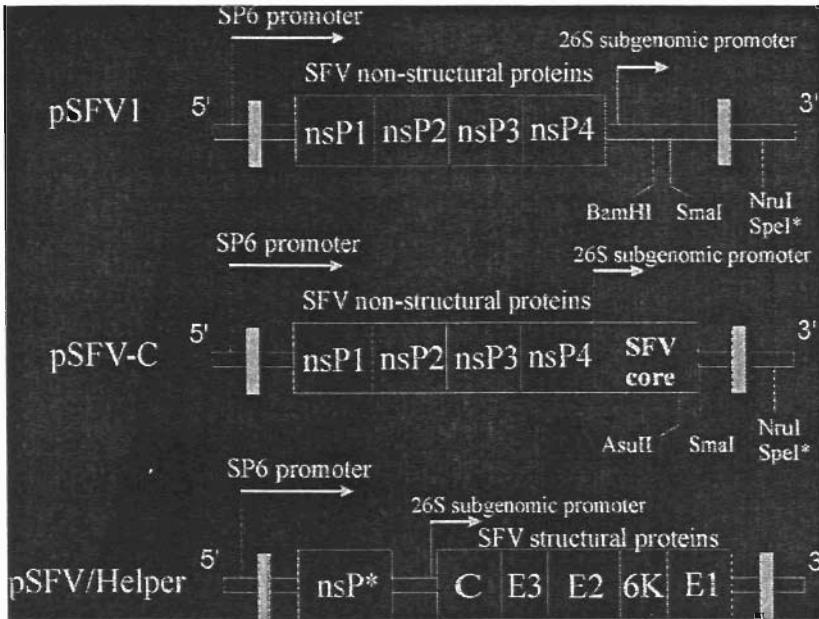 SP6 promoter
26S subgenomic promoter
SFV non-structural proteins
pSFV1 5' nsP1 nsP2 nsP3 nsP4 3'
BamHI SmaI NruI
SpeI*
SP6 promoter
26S subgenomic promoter
SFV non-structural proteins
pSFV-C 5' nsP1 nsP2 nsP3 nsP4 SFV core 3'
AsuII SmaI NruI
SpeI*
SP6 promoter
26S subgenomic promoter
SFV structural proteins
pSFV/Helper 5' nsP* C E3 E2 6K E1 3'